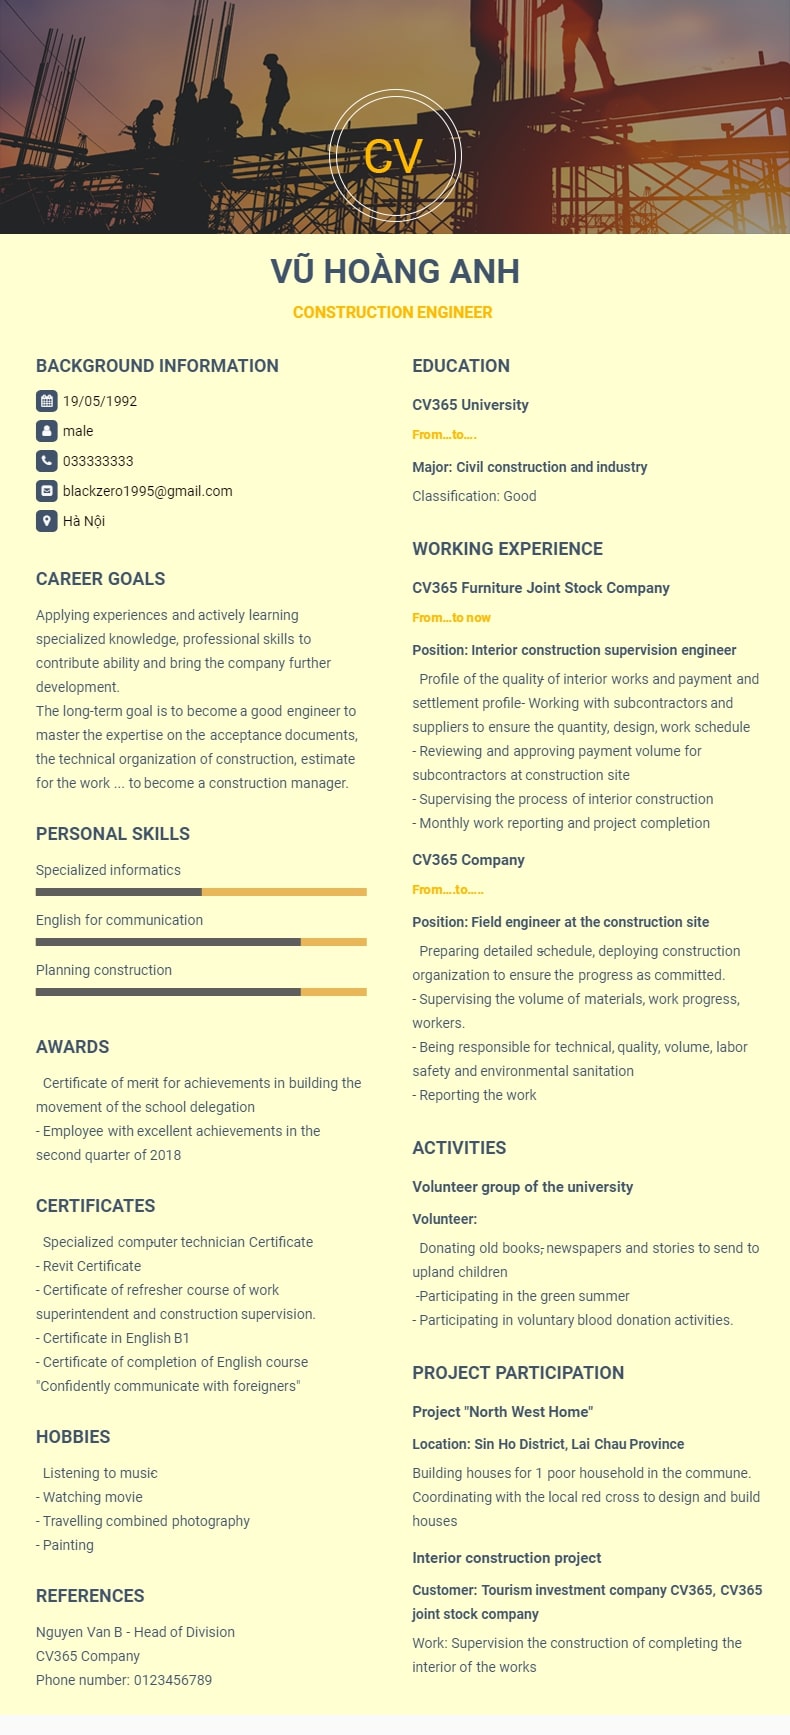 CV
VŨ HOÀNG ANH
CONSTRUCTION ENGINEER
BACKGROUND INFORMATION
19/05/1992
male
033333333
blackzero1995@gmail.com
Hà Nội
CAREER GOALS
Applying experiences and actively learning
specialized knowledge, professional skills to
contribute ability and bring the company further
development.
The long-term goal is to become a good engineer to
master the expertise on the acceptance documents,
the technical organization of construction, estimate
for the work ... to become a construction manager.
PERSONAL SKILLS
Specialized informatics
English for communication
Planning construction
AWARDS
Certificate of merit for achievements in building the
movement of the school delegation
- Employee with excellent achievements in the
second quarter of 2018
CERTIFICATES
Specialized computer technician Certificate
- Revit Certificate
- Certificate of refresher course of work
superintendent and construction supervision.
- Certificate in English B1
- Certificate of completion of English course
"Confidently communicate with foreigners"
HOBBIES
Listening to music
- Watching movie
- Travelling combined photography
- Painting
REFERENCES
Nguyen Van B - Head of Division
CV365 Company
Phone number: 0123456789
EDUCATION
CV365 University
From...to....
Major: Civil construction and industry
Classification: Good
WORKING EXPERIENCE
CV365 Furniture Joint Stock Company
From...to now
Position: Interior construction supervision engineer
Profile of the quality of interior works and payment and
settlement profile- Working with subcontractors and
suppliers to ensure the quantity, design, work schedule
- Reviewing and approving payment volume for
subcontractors at construction site
- Supervising the process of interior construction
- Monthly work reporting and project completion
CV365 Company
From....to.....
Position: Field engineer at the construction site
Preparing detailed schedule, deploying construction
organization to ensure the progress as committed.
- Supervising the volume of materials, work progress,
workers.
- Being responsible for technical, quality, volume, labor
safety and environmental sanitation
- Reporting the work
ACTIVITIES
Volunteer group of the university
Volunteer:
Donating old books, newspapers and stories to send to
upland children
-Participating in the green summer
- Participating in voluntary blood donation activities.
PROJECT PARTICIPATION
Project "North West Home"
Location: Sin Ho District, Lai Chau Province
Building houses for 1 poor household in the commune.
Coordinating with the local red cross to design and build
houses
Interior construction project
Customer: Tourism investment company CV365, CV365
joint stock company
Work: Supervision the construction of completing the
interior of the works